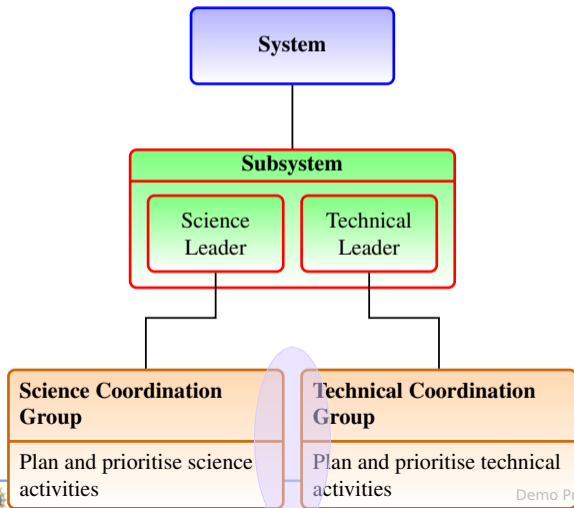 System
Subsystem
Science
Leader
Technical
Leader
Science Coordination
Group
Plan and prioritise science
activities
Technical Coordination
Group
Plan and prioritise technical
activities
Demo